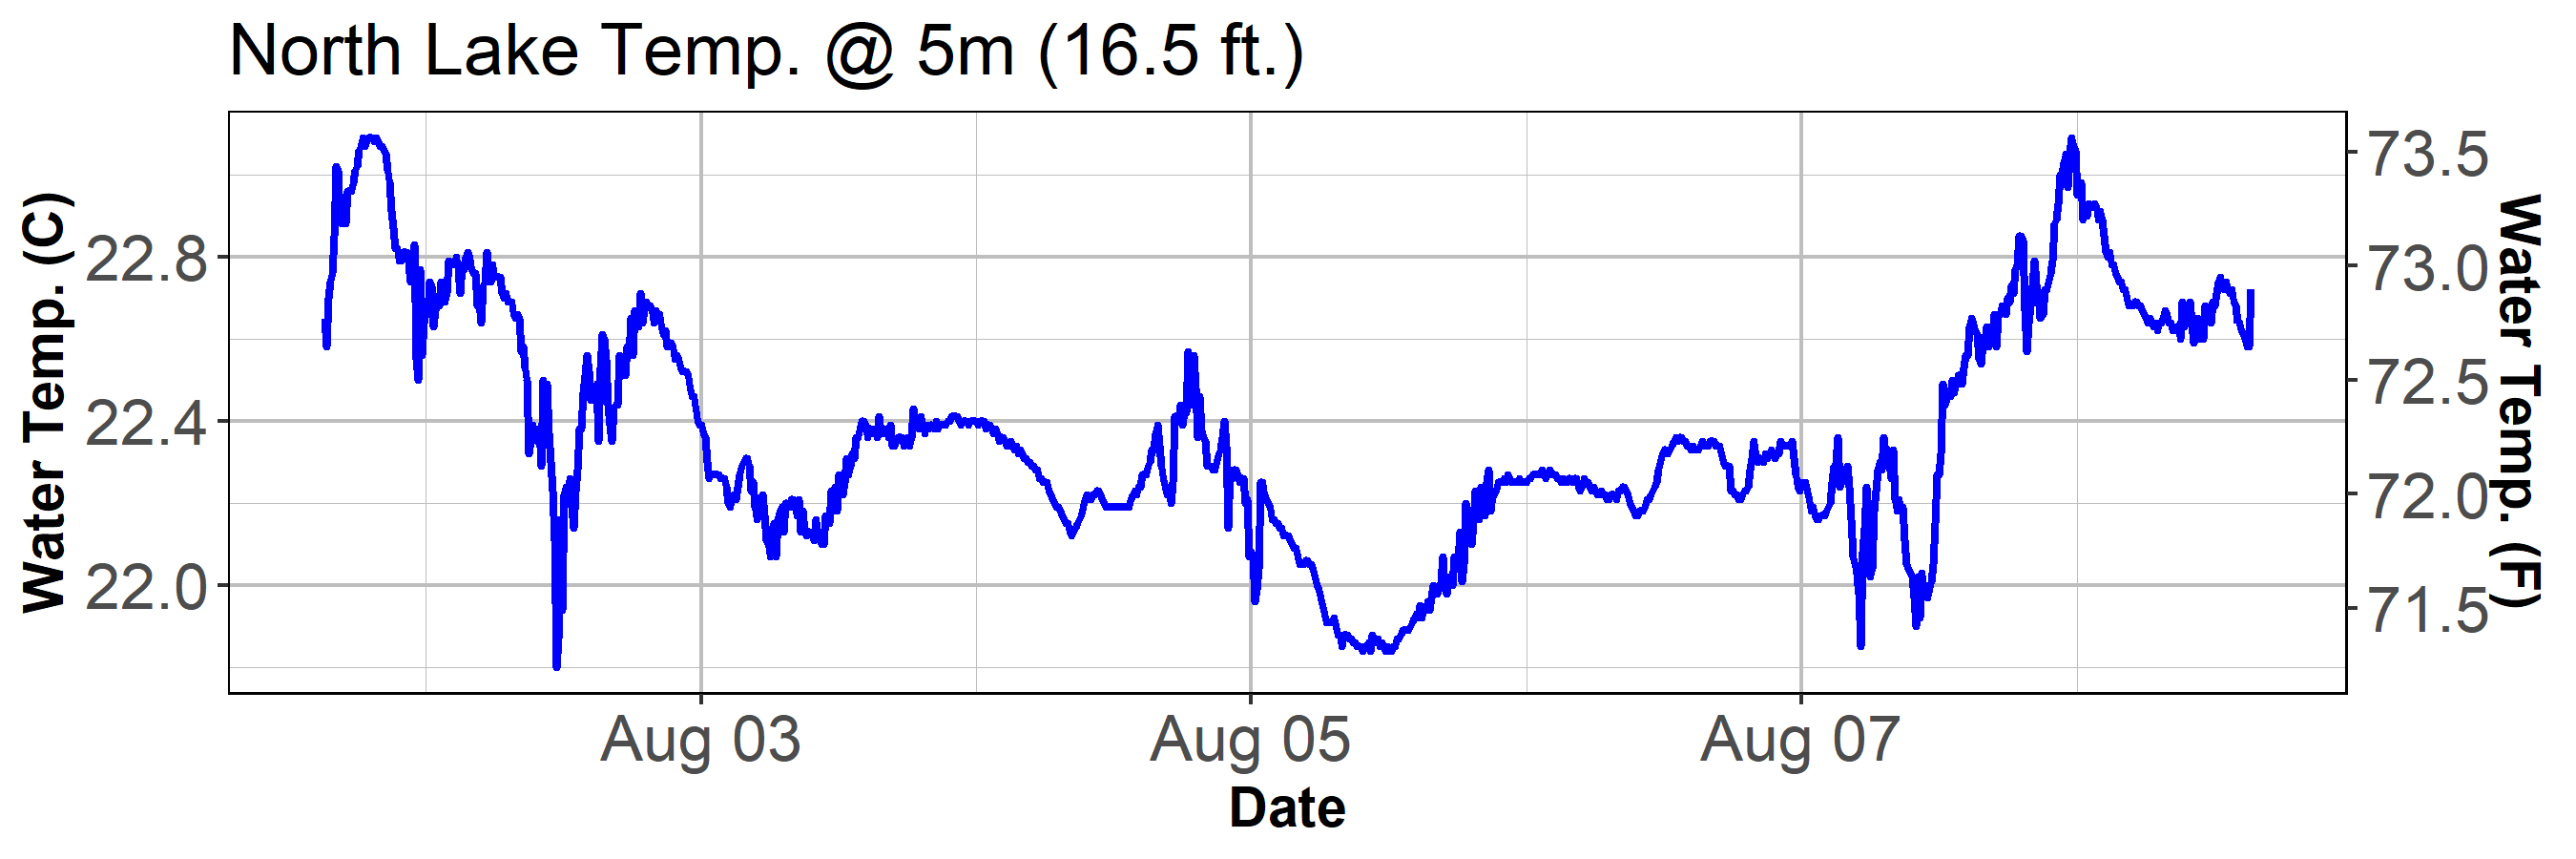 North Lake Temp. @ 5m (16.5 ft.)
Water Temp. (C)
22.8
22.4
22.0
73.5
73.0
72.5
72.0
71.5
Water Temp. (F)
Aug 03 Aug 05 Aug 07
Date